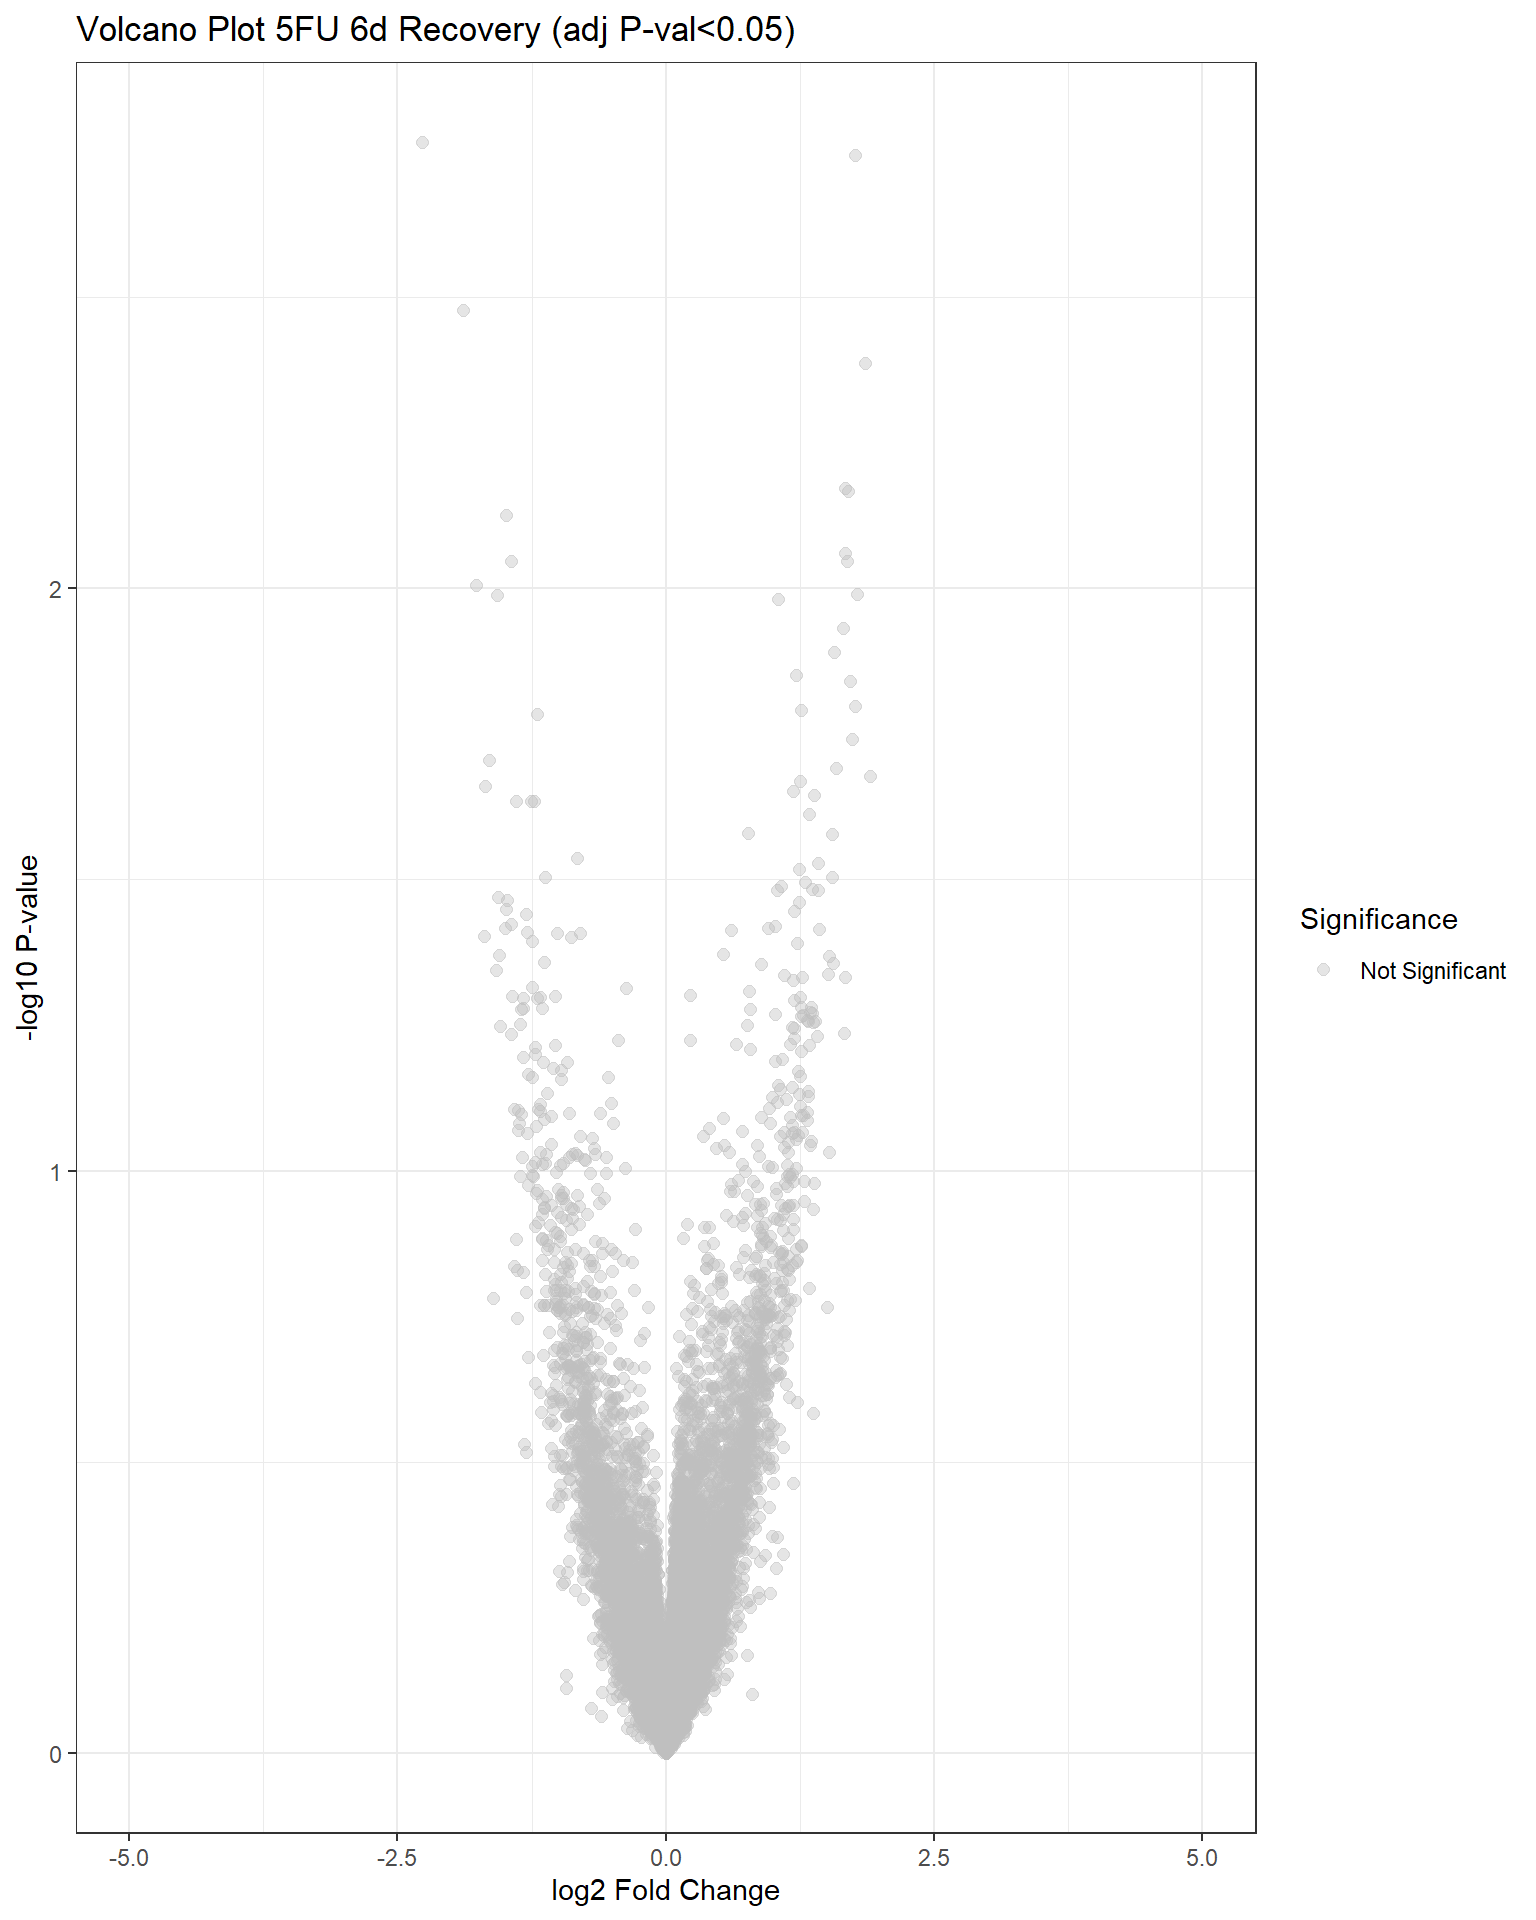 Volcano Plot 5FU 6d Recovery (adj P-val<0.05)
-log10 P-value
2
1
0
-5.0
-2.5
0.0
2.5
5.0
log2 Fold Change
Significance
Not Significant